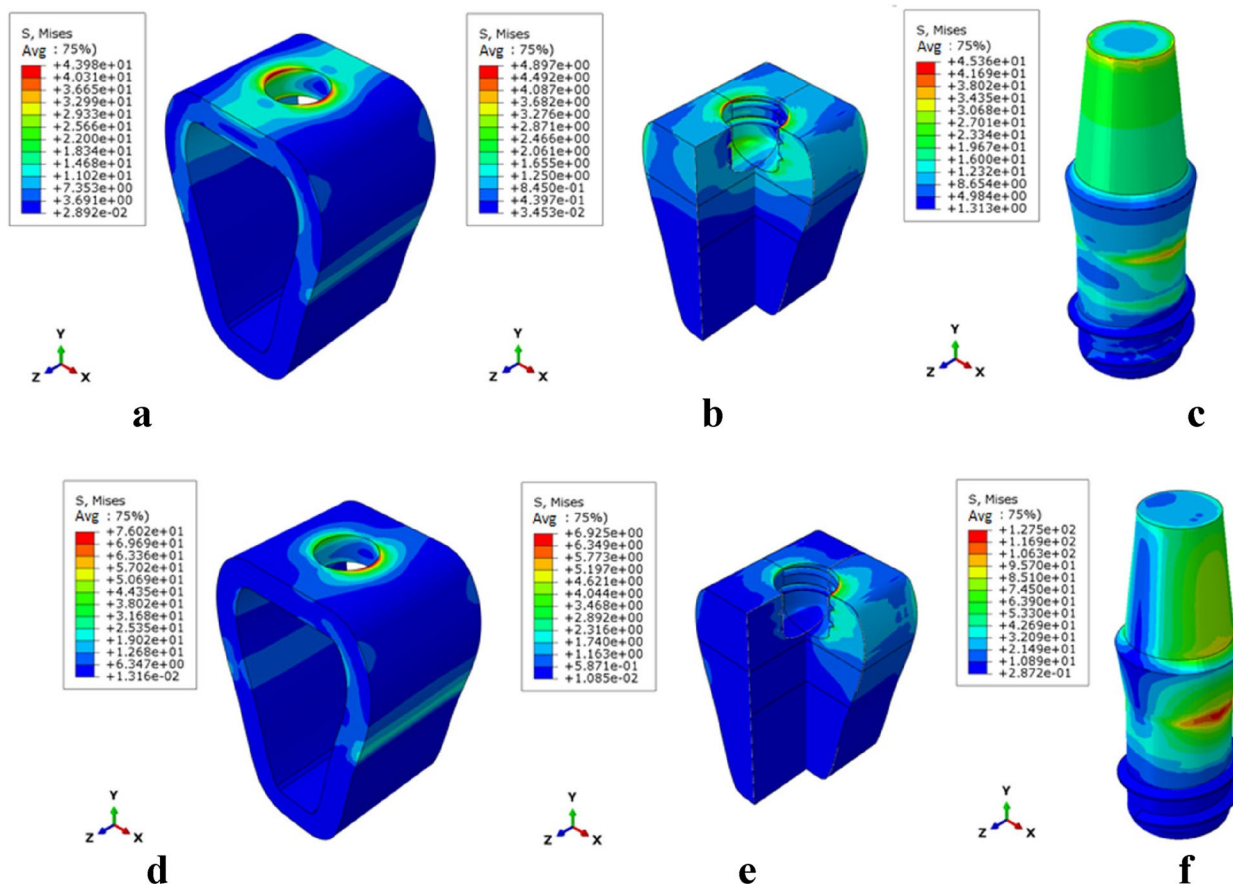 S, Mises
Avg : 75%)
+4.398e+01
+4.031e+01
+3.665e+01
+3.299e+01
+2.933e+01
+2.566e+01
+2.200e+01
+1.834e+01
+1.468e+01
+1.102e+01
+7.353e+00
+3.691e+00
+2.892e-02
Y
Z
X
a
S, Mises
Avg : 75%)
+4.897e+00
+4.492e+00
+4.087e+00
+3.682e+00
+3.276e+00
+2.871e+00
+2.466e+00
+2.061e+00
+1.655e+00
+1.250e+00
+8.450e-01
+4.397e-01
+3.453e-02
Y
Z
X
b
S, Mises
Avg : 75%)
+4.536e+01
+4.169e+01
+3.802e+01
+3.435e+01
+3.068e+01
+2.701e+01
+2.334e+01
+1.967e+01
+1.600e+01
+1.232e+01
+8.654e+00
+4.984e+00
+1.313e+00
Y
Z
X
c
S, Mises
Avg : 75%)
+7.602e+01
+6.969e+01
+6.336e+01
+5.702e+01
+5.069e+01
+4.435e+01
+3.802e+01
+3.168e+01
+2.535e+01
+1.902e+01
+1.268e+01
+6.347e+00
+1.316e-02
Y
Z
X
d
S, Mises
Avg : 75%)
+6.925e+00
+6.349e+00
+5.773e+00
+5.197e+00
+4.621e+00
+4.044e+00
+3.468e+00
+2.892e+00
+2.316e+00
+1.740e+00
+1.163e+00
+5.871e-01
+1.085e-02
Y
Z
X
e
S, Mises
Avg : 75%)
+1.275e+02
+1.169e+02
+1.063e+02
+9.570e+01
+8.510e+01
+7.450e+01
+6.390e+01
+5.330e+01
+4.269e+01
+3.209e+01
+2.149e+01
+1.089e+01
+2.872e-01
Y
Z
X
f